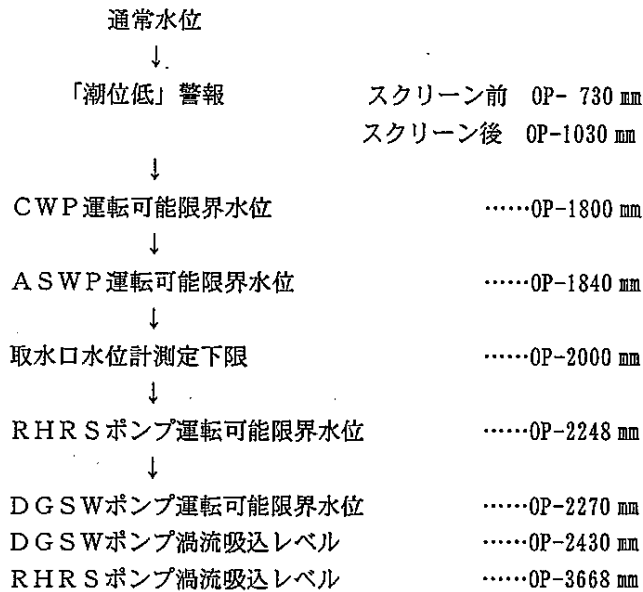 通常水位
↓
「潮位低」警報 スクリーン前 OP- 730 mm
スクリーン後 OP-1030 mm
↓
CWP運転可能限界水位 ……OP-1800 mm
↓
ASWP運転可能限界水位 ……OP-1840 mm
↓
取水口水位計測定下限 ……OP-2000 mm
↓
RHRSポンプ運転可能限界水位 ……OP-2248 mm
↓
DGSWポンプ運転可能限界水位 ……OP-2270 mm
DGSWポンプ渦流吸込レベル ……OP-2430 mm
RHRSポンプ渦流吸込レベル ……OP-3668 mm